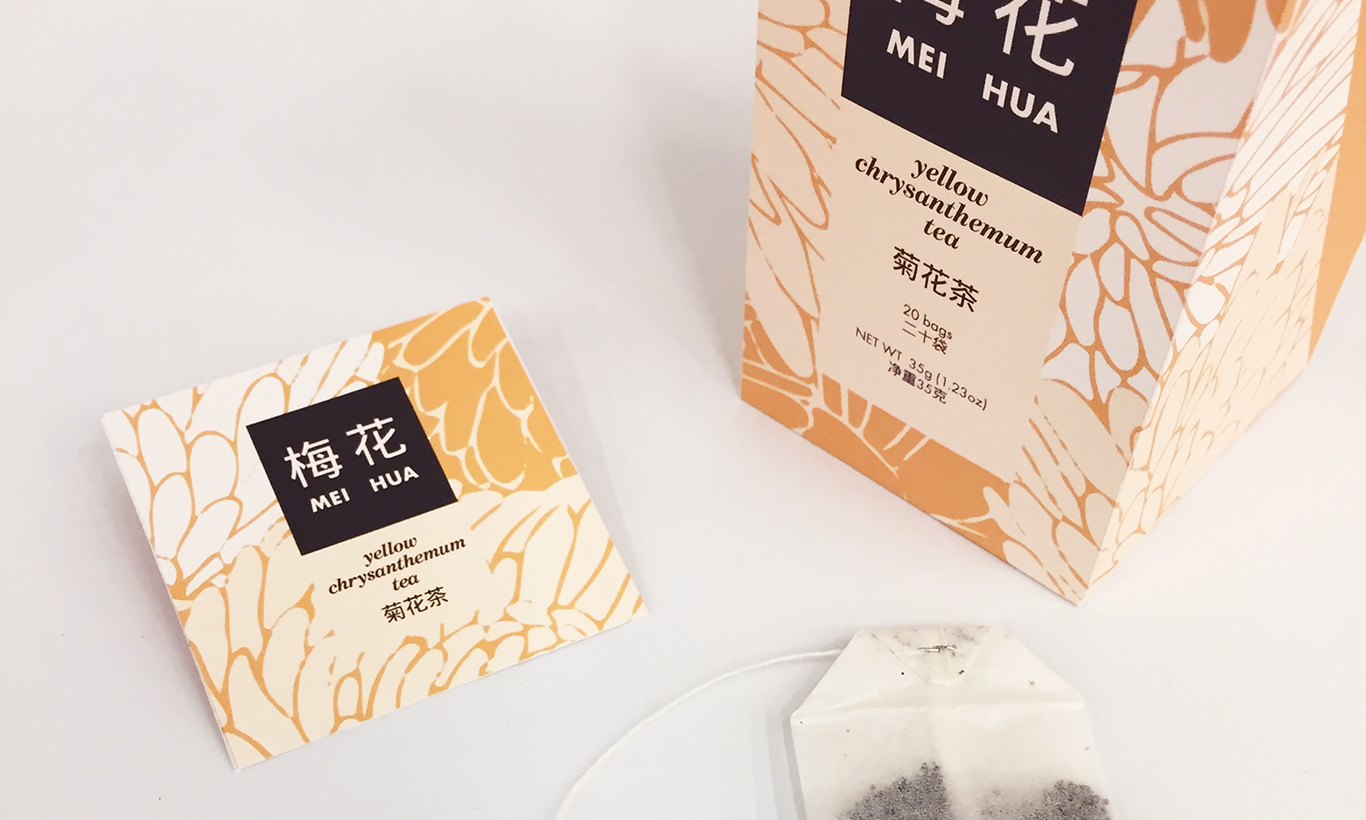 梅花
MEI HUA
yellow
chrysanthemum
tea
菊花茶
梅花
MEI HUA
yellow
chrysanthemum
tea
菊花茶
20 bags
二十袋
NET WT 35g (1.23oz)
净重35克